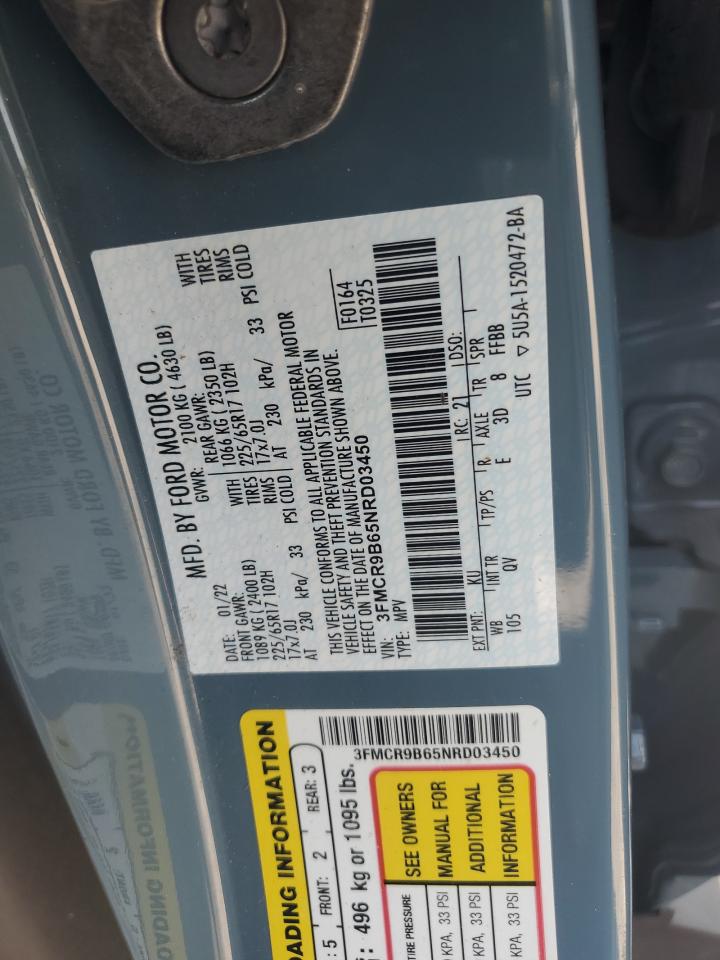 MFD. BY FORD MOTOR CO.
DATE: 01/22 GVWR: 2100 KG ( 4630 LB)
FRONT GAWR: REAR GAWR:
1089 KG ( 2400 LB) WITH 1066 KG ( 2350 LB) WITH
225/65R17 102H TIRES 225/65R17 102H TIRES
17x7.0J RIMS 17x7.0J RIMS
AT 230 kPa/ 33 PSI COLD AT 230 kPa/ 33 PSI COLD
THIS VEHICLE CONFORMS TO ALL APPLICABLE FEDERAL MOTOR
VEHICLE SAFETY AND THEFT PREVENTION STANDARDS IN
EFFECT ON THE DATE OF MANUFACTURE SHOWN ABOVE.
VIN: 3FMCR9B65NRD03450
TYPE: MPV
F0164
T0325
EXT PNT: KU RC: 21 DSO:
WB INT TR TP/PS R AXLE TR SPR
105 QV E 3D 8 FFBB
UTC ▽ 5U5A-1520472-BA
OADING INFORMATION
: 5 FRONT: 2 REAR: 3
: 496 kg or 1095 lbs.
3FMCR9B65NRD03450
TIRE PRESSURE
KPA, 33 PSI
KPA, 33 PSI
KPA, 33 PSI
SEE OWNERS
MANUAL FOR
ADDITIONAL
INFORMATION